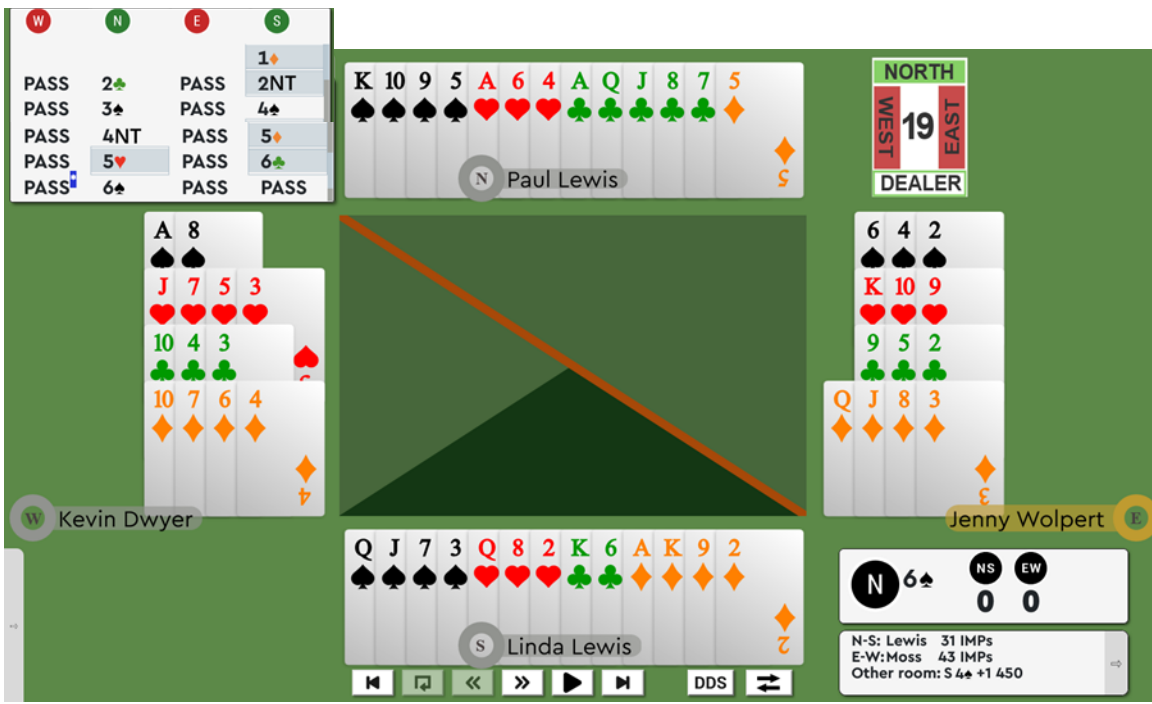 W N E S
1♦
PASS 2♣ PASS 2NT
PASS 3♠ PASS 4♠
PASS 4NT PASS 5♦
PASS 5♥ PASS 6♣
PASS 6♠ PASS PASS
K 10 9 5 A 6 4 A Q J 8 7 5
5
N Paul Lewis
NORTH
WEST 19 EAST
DEALER
A 8
J 7 5 3
10 4 3
10 7 6 4
4
W Kevin Dwyer
6 4 2
K 10 9
9 5 2
Q J 8 3
3
Jenny Wolpert E
Q J 7 3 Q 8 2 K 6 A K 9 2
2
S Linda Lewis
N 6♠ NS EW
0 0
N-S: Lewis 31 IMPs
E-W: Moss 43 IMPs
Other room: S 4♠ +1 450
DDS